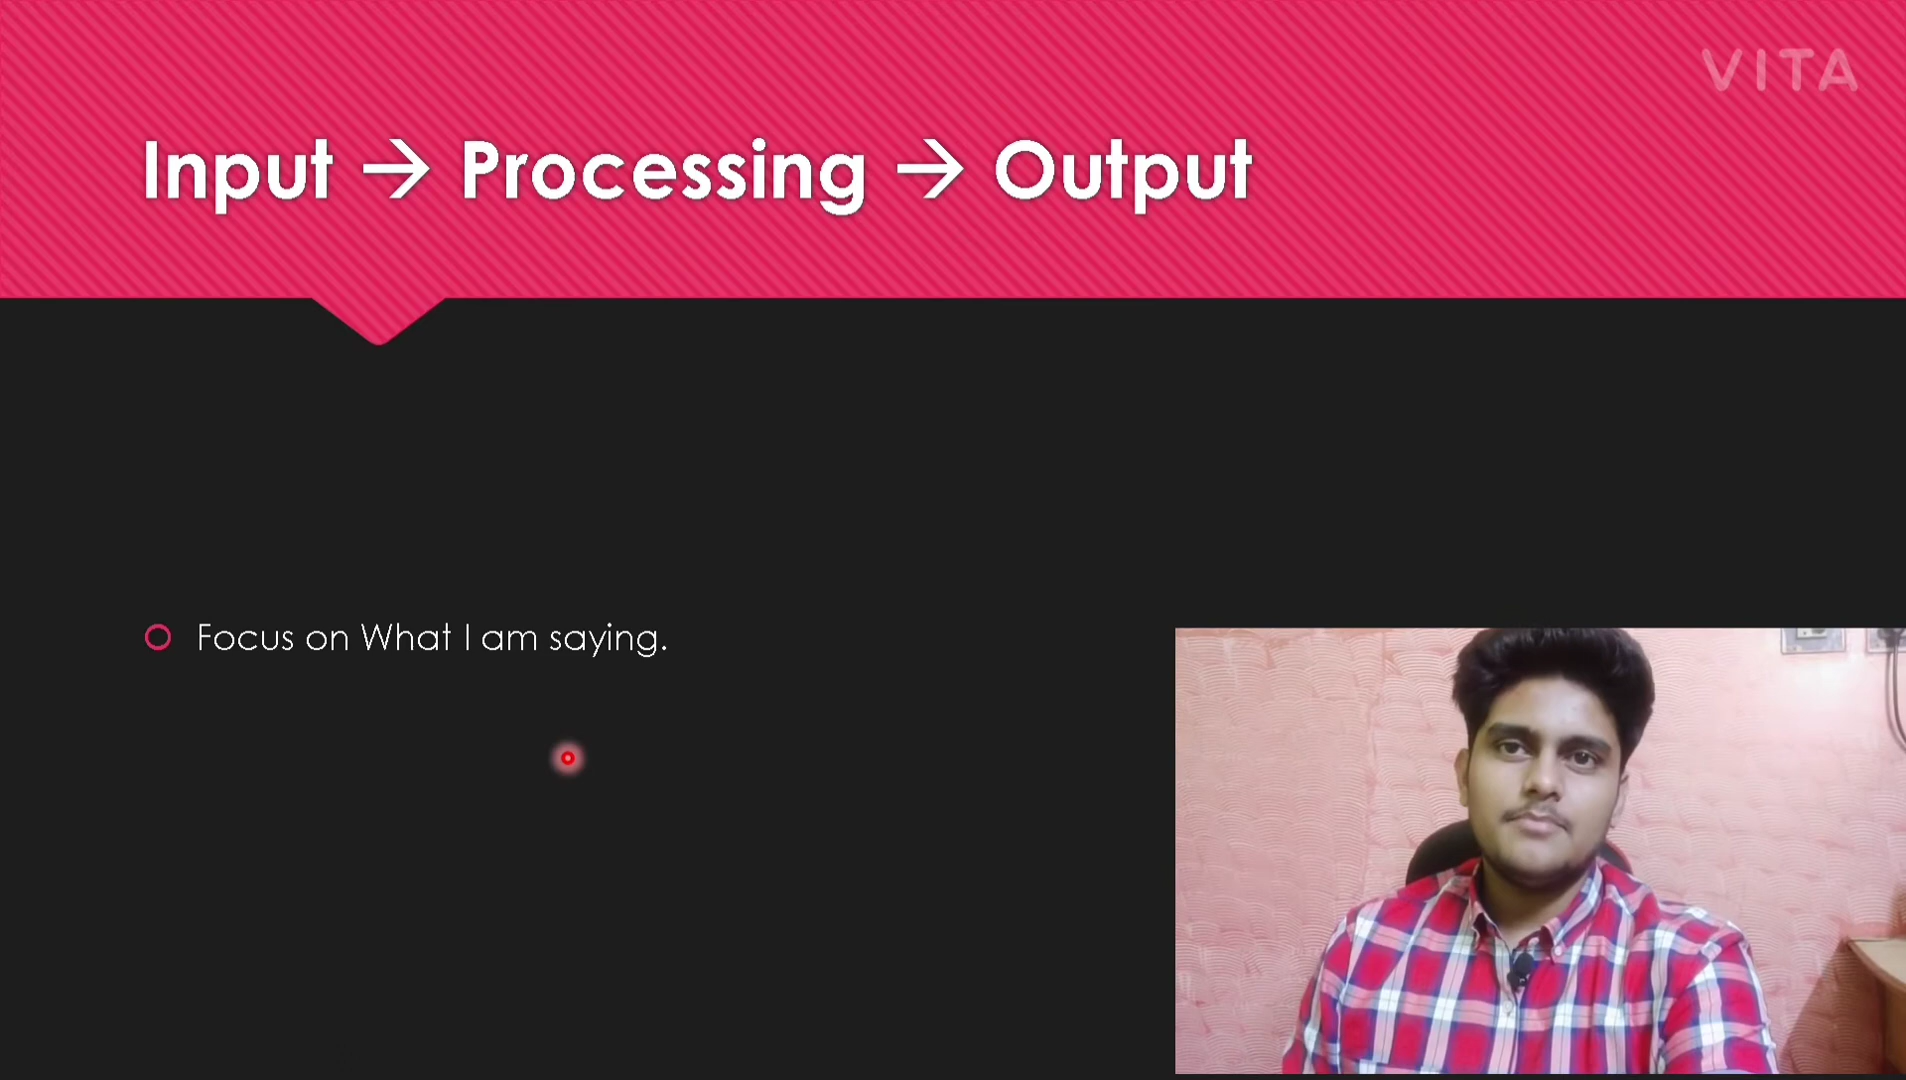 VITA
Input → Processing → Output
Focus on What I am saying.